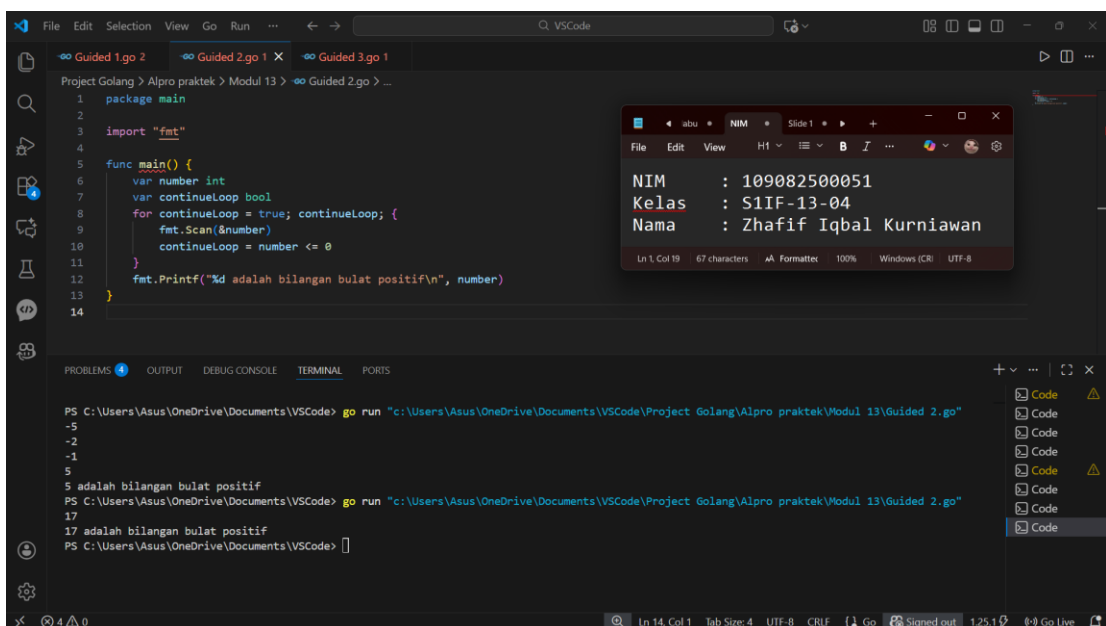 File Edit Selection View Go Run ... VSCode
Guided 1.go 2 Guided 2.go 1 Guided 3.go 1
Project Golang > Alpro praktek > Modul 13 > Guided 2.go > ...
1 package main
2
3 import "fmt"
4
5 func main() {
6 var number int
7 var continueLoop bool
8 for continueLoop = true; continueLoop; {
9 fmt.Scan(&number)
10 continueLoop = number <= 0
11 }
12 fmt.Printf("%d adalah bilangan bulat positif\n", number)
13 }
14
abu NIM Slide 1
File Edit View H1 B I ...
NIM : 109082500051
Kelas : S1IF-13-04
Nama : Zhafif Iqbal Kurniawan
Ln 1, Col 19 67 characters Formatted 100% Windows (CRl UTF-8
PROBLEMS 4 OUTPUT DEBUG CONSOLE TERMINAL PORTS
PS C:\Users\Asus\OneDrive\Documents\VSCode> go run "c:\Users\Asus\OneDrive\Documents\VSCode\Project Golang\Alpro praktek\Modul 13\Guided 2.go"
-5
-2
-1
5
5 adalah bilangan bulat positif
PS C:\Users\Asus\OneDrive\Documents\VSCode> go run "c:\Users\Asus\OneDrive\Documents\VSCode\Project Golang\Alpro praktek\Modul 13\Guided 2.go"
17
17 adalah bilangan bulat positif
PS C:\Users\Asus\OneDrive\Documents\VSCode>
Code
Code
Code
Code
Code
Code
Code
Code
4 0 Ln 14, Col 1 Tab Size: 4 UTF-8 CRLF Go Signed out 1.25.1 Go Live